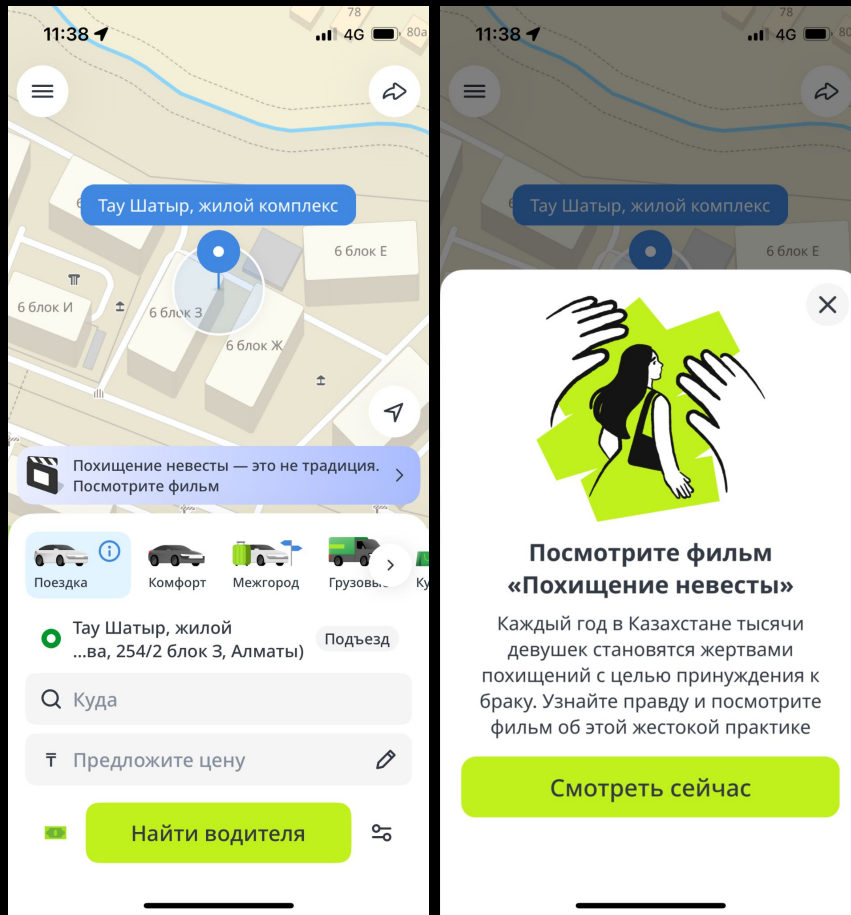 11:38
4G
78
80a
Тау Шатыр, жилой комплекс
6 блок Е
6 блок И
6 блок З
6 блок Ж
Похищение невесты — это не традиция.
Посмотрите фильм
Поездка
Комфорт
Межгород
Грузовы...
Ку
Тау Шатыр, жилой
...ва, 254/2 блок З, Алматы)
Подъезд
Куда
₸ Предложите цену
Найти водителя
11:38
4G
78
80
Тау Шатыр, жилой комплекс
6 блок Е
Посмотрите фильм
«Похищение невесты»
Каждый год в Казахстане тысячи
девушек становятся жертвами
похищений с целью принуждения к
браку. Узнайте правду и посмотрите
фильм об этой жестокой практике
Смотреть сейчас